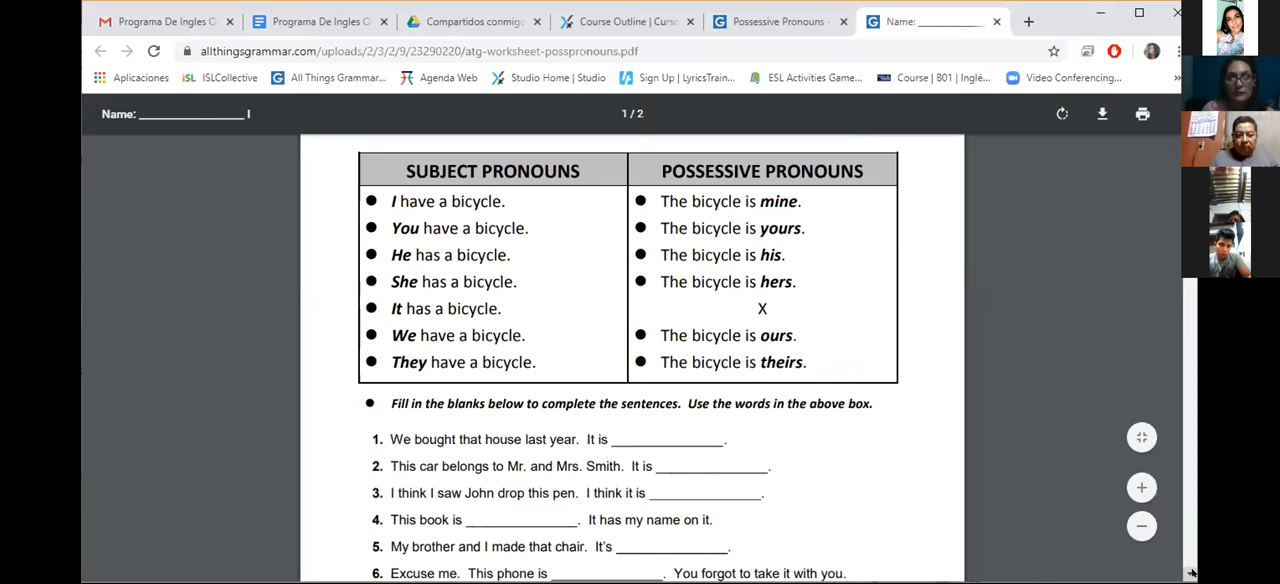 Programa De Ingles C
Programa De Ingles C
Compartidos conmig
Course Outline | Curso
Possessive Pronouns -
Name: ______________
allthingsgrammar.com/uploads/2/3/2/9/23290220/atg-worksheet-posspronouns.pdf
Aplicaciones
iSL ISLCollective
G All Things Grammar...
Agenda Web
Studio Home | Studio
Sign Up | LyricsTrain...
ESL Activities Game...
Course | B01 | Inglé...
Video Conferencing...
»
Name: ______________ l
1 / 2
SUBJECT PRONOUNS
POSSESSIVE PRONOUNS
I have a bicycle.
The bicycle is mine.
You have a bicycle.
The bicycle is yours.
He has a bicycle.
The bicycle is his.
She has a bicycle.
The bicycle is hers.
It has a bicycle.
X
We have a bicycle.
The bicycle is ours.
They have a bicycle.
The bicycle is theirs.
Fill in the blanks below to complete the sentences. Use the words in the above box.
1. We bought that house last year. It is ______________.
2. This car belongs to Mr. and Mrs. Smith. It is ______________.
3. I think I saw John drop this pen. I think it is ______________.
4. This book is ______________. It has my name on it.
5. My brother and I made that chair. It's ______________.
6. Excuse me. This phone is ______________. You forgot to take it with you.